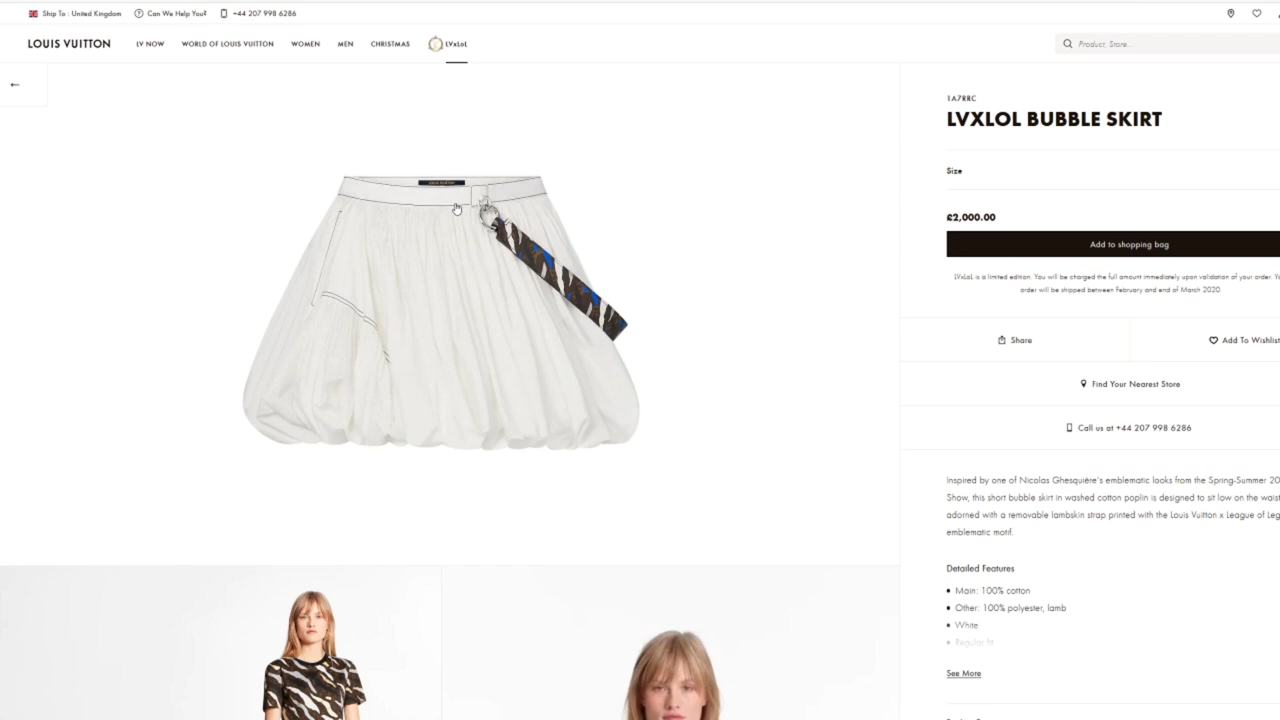 Ship To : United Kingdom
Can We Help You?
+44 207 998 6286
LOUIS VUITTON
LV NOW
WORLD OF LOUIS VUITTON
WOMEN
MEN
CHRISTMAS
LVxLoL
Product, Store...
1A7RRC
LVXLOL BUBBLE SKIRT
Size
£2,000.00
Add to shopping bag
LVxLoL is a limited edition. You will be charged the full amount immediately upon validation of your order.
order will be shipped between February and end of March 2020.
Share
Add To Wishlist
Find Your Nearest Store
Call us at +44 207 998 6286
Inspired by one of Nicolas Ghesquière's emblematic looks from the Spring-Summer 20
Show, this short bubble skirt in washed cotton poplin is designed to sit low on the waist
adorned with a removable lambskin strap printed with the Louis Vuitton x League of Leg
emblematic motif.
Detailed Features
• Main: 100% cotton
• Other: 100% polyester, lamb
• White
• Regular fit
See More